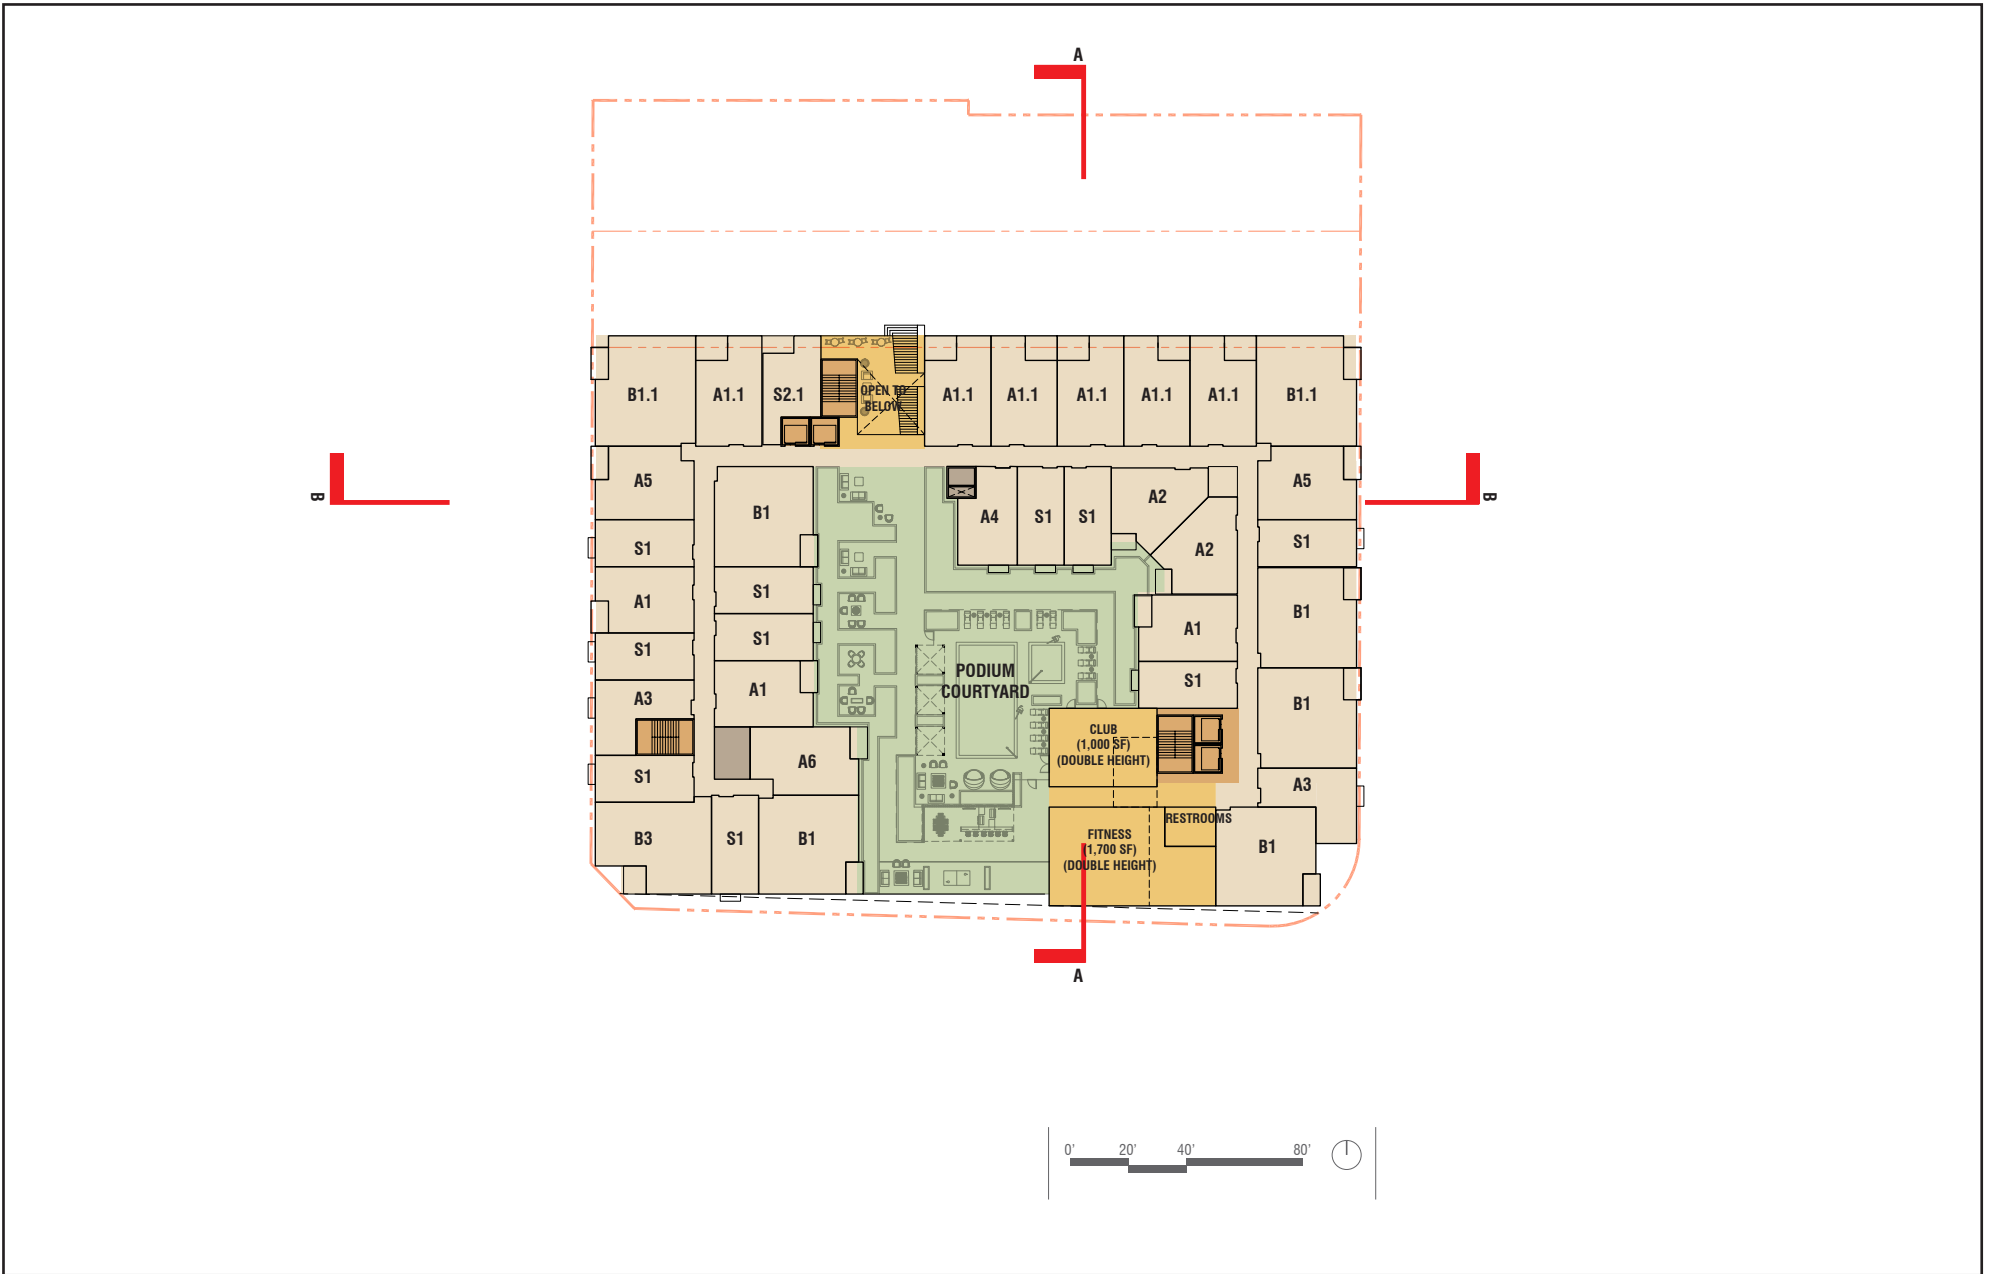 A
B1.1
A1.1
S2.1
OPEN TO
BELOW
A1.1
A1.1
A1.1
A1.1
A1.1
B1.1
B
A5
B1
A4
S1
S1
A2
A5
B
S1
A2
S1
A1
S1
A1
B1
S1
S1
PODIUM
COURTYARD
S1
A3
A1
B1
CLUB
(1,000 SF)
(DOUBLE HEIGHT)
S1
A6
A3
B3
S1
B1
RESTROOMS
FITNESS
(1,700 SF)
(DOUBLE HEIGHT)
B1
A
0' 20' 40' 80'